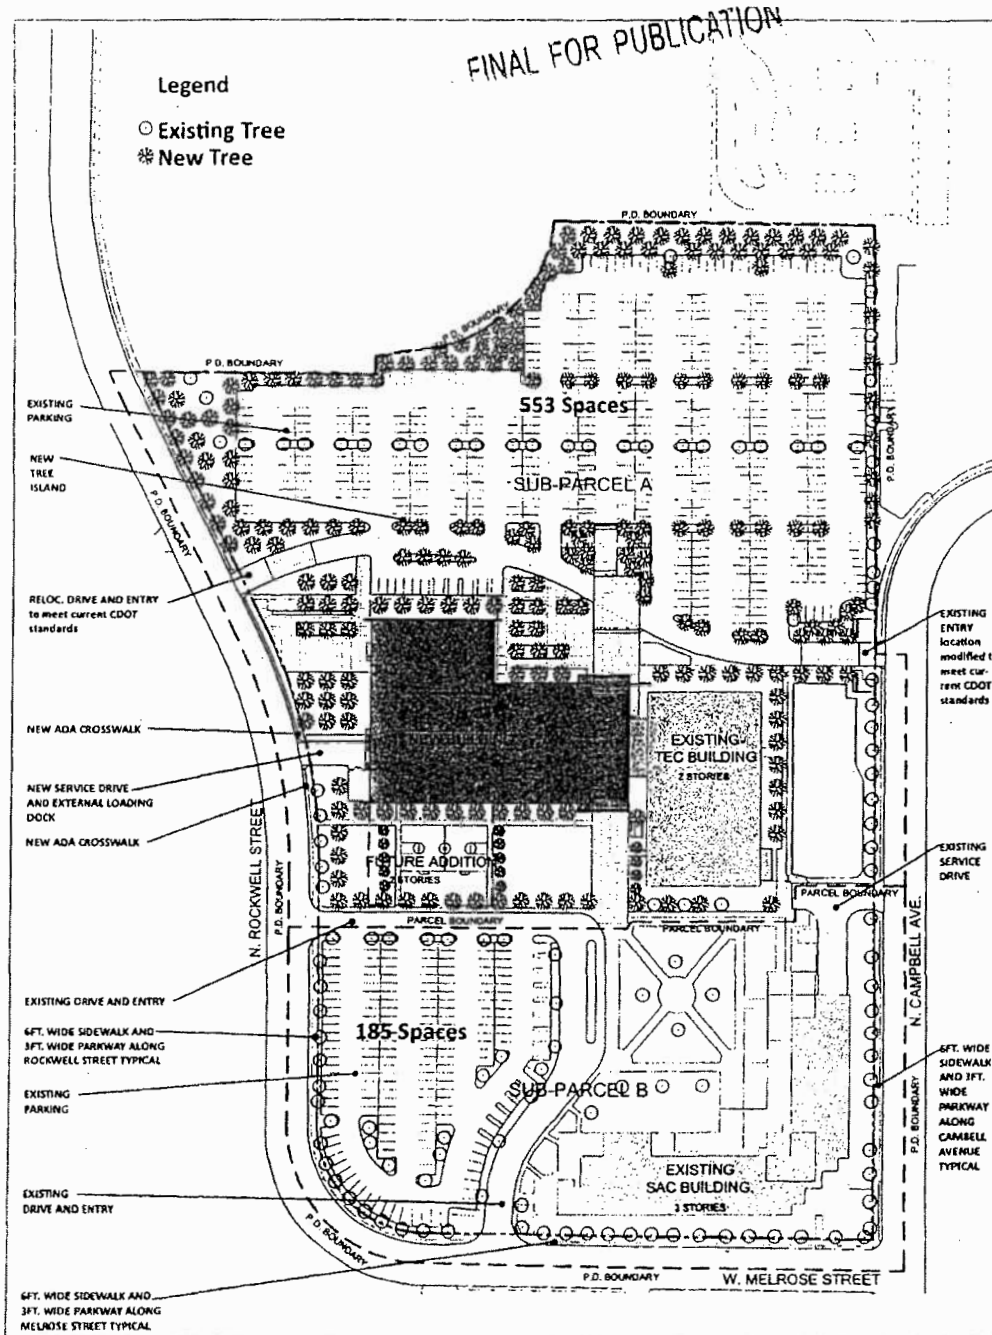 FINAL FOR PUBLICATION
Legend
Existing Tree
New Tree
P.D. BOUNDARY
P.D. BOUNDARY
P.D. BOUNDARY
EXISTING
PARKING
553 Spaces
NEW
TREE
ISLAND
SUB-PARCEL A
P.D. BOUNDARY
P.D. BOUNDARY
RELOC. DRIVE AND ENTRY
to meet current CDOT
standards
EXISTING
ENTRY
location
modified t
meet cur-
rent CDOT
standards
NEW ADA CROSSWALK
EXISTING
TEC BUILDING
2 STORIES
NEW SERVICE DRIVE
AND EXTERNAL LOADING
DOCK
NEW ADA CROSSWALK
N. ROCKWELL STREET
P.D. BOUNDARY
FUTURE ADDITION
2 STORIES
EXISTING
SERVICE
DRIVE
PARCEL BOUNDARY
PARCEL BOUNDARY
PARCEL BOUNDARY
N. CAMPBELL AVE.
EXISTING DRIVE AND ENTRY
6FT. WIDE SIDEWALK AND
3FT. WIDE PARKWAY ALONG
ROCKWELL STREET TYPICAL
185 Spaces
EXISTING
PARKING
SUB-PARCEL B
6FT. WIDE
SIDEWALK
AND 3FT.
WIDE
PARKWAY
ALONG
CAMBELL
AVENUE
TYPICAL
P.D. BOUNDARY
EXISTING
SAC BUILDING
3 STORIES
EXISTING
DRIVE AND ENTRY
P.D. BOUNDARY
P.D. BOUNDARY
W. MELROSE STREET
6FT. WIDE SIDEWALK AND
3FT. WIDE PARKWAY ALONG
MELROSE STREET TYPICAL